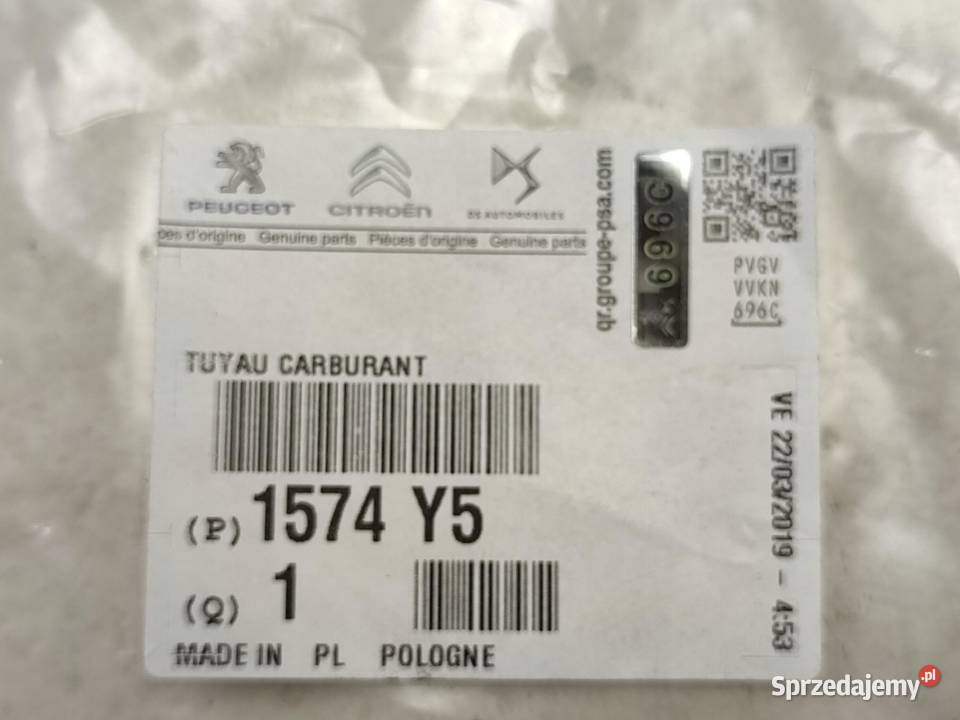 PEUGEOT CITROËN DS AUTOMOBILES
ces d'origine Genuine parts Pièces d'origine Genuine parts
qr.groupe-psa.com
696C
PVGV
VVKN
696C
TUYAU CARBURANT
(P) 1574 Y5
(Q) 1
MADE IN PL POLOGNE
VE 22/03/2019 - 4:53
Sprzedajemy.pl